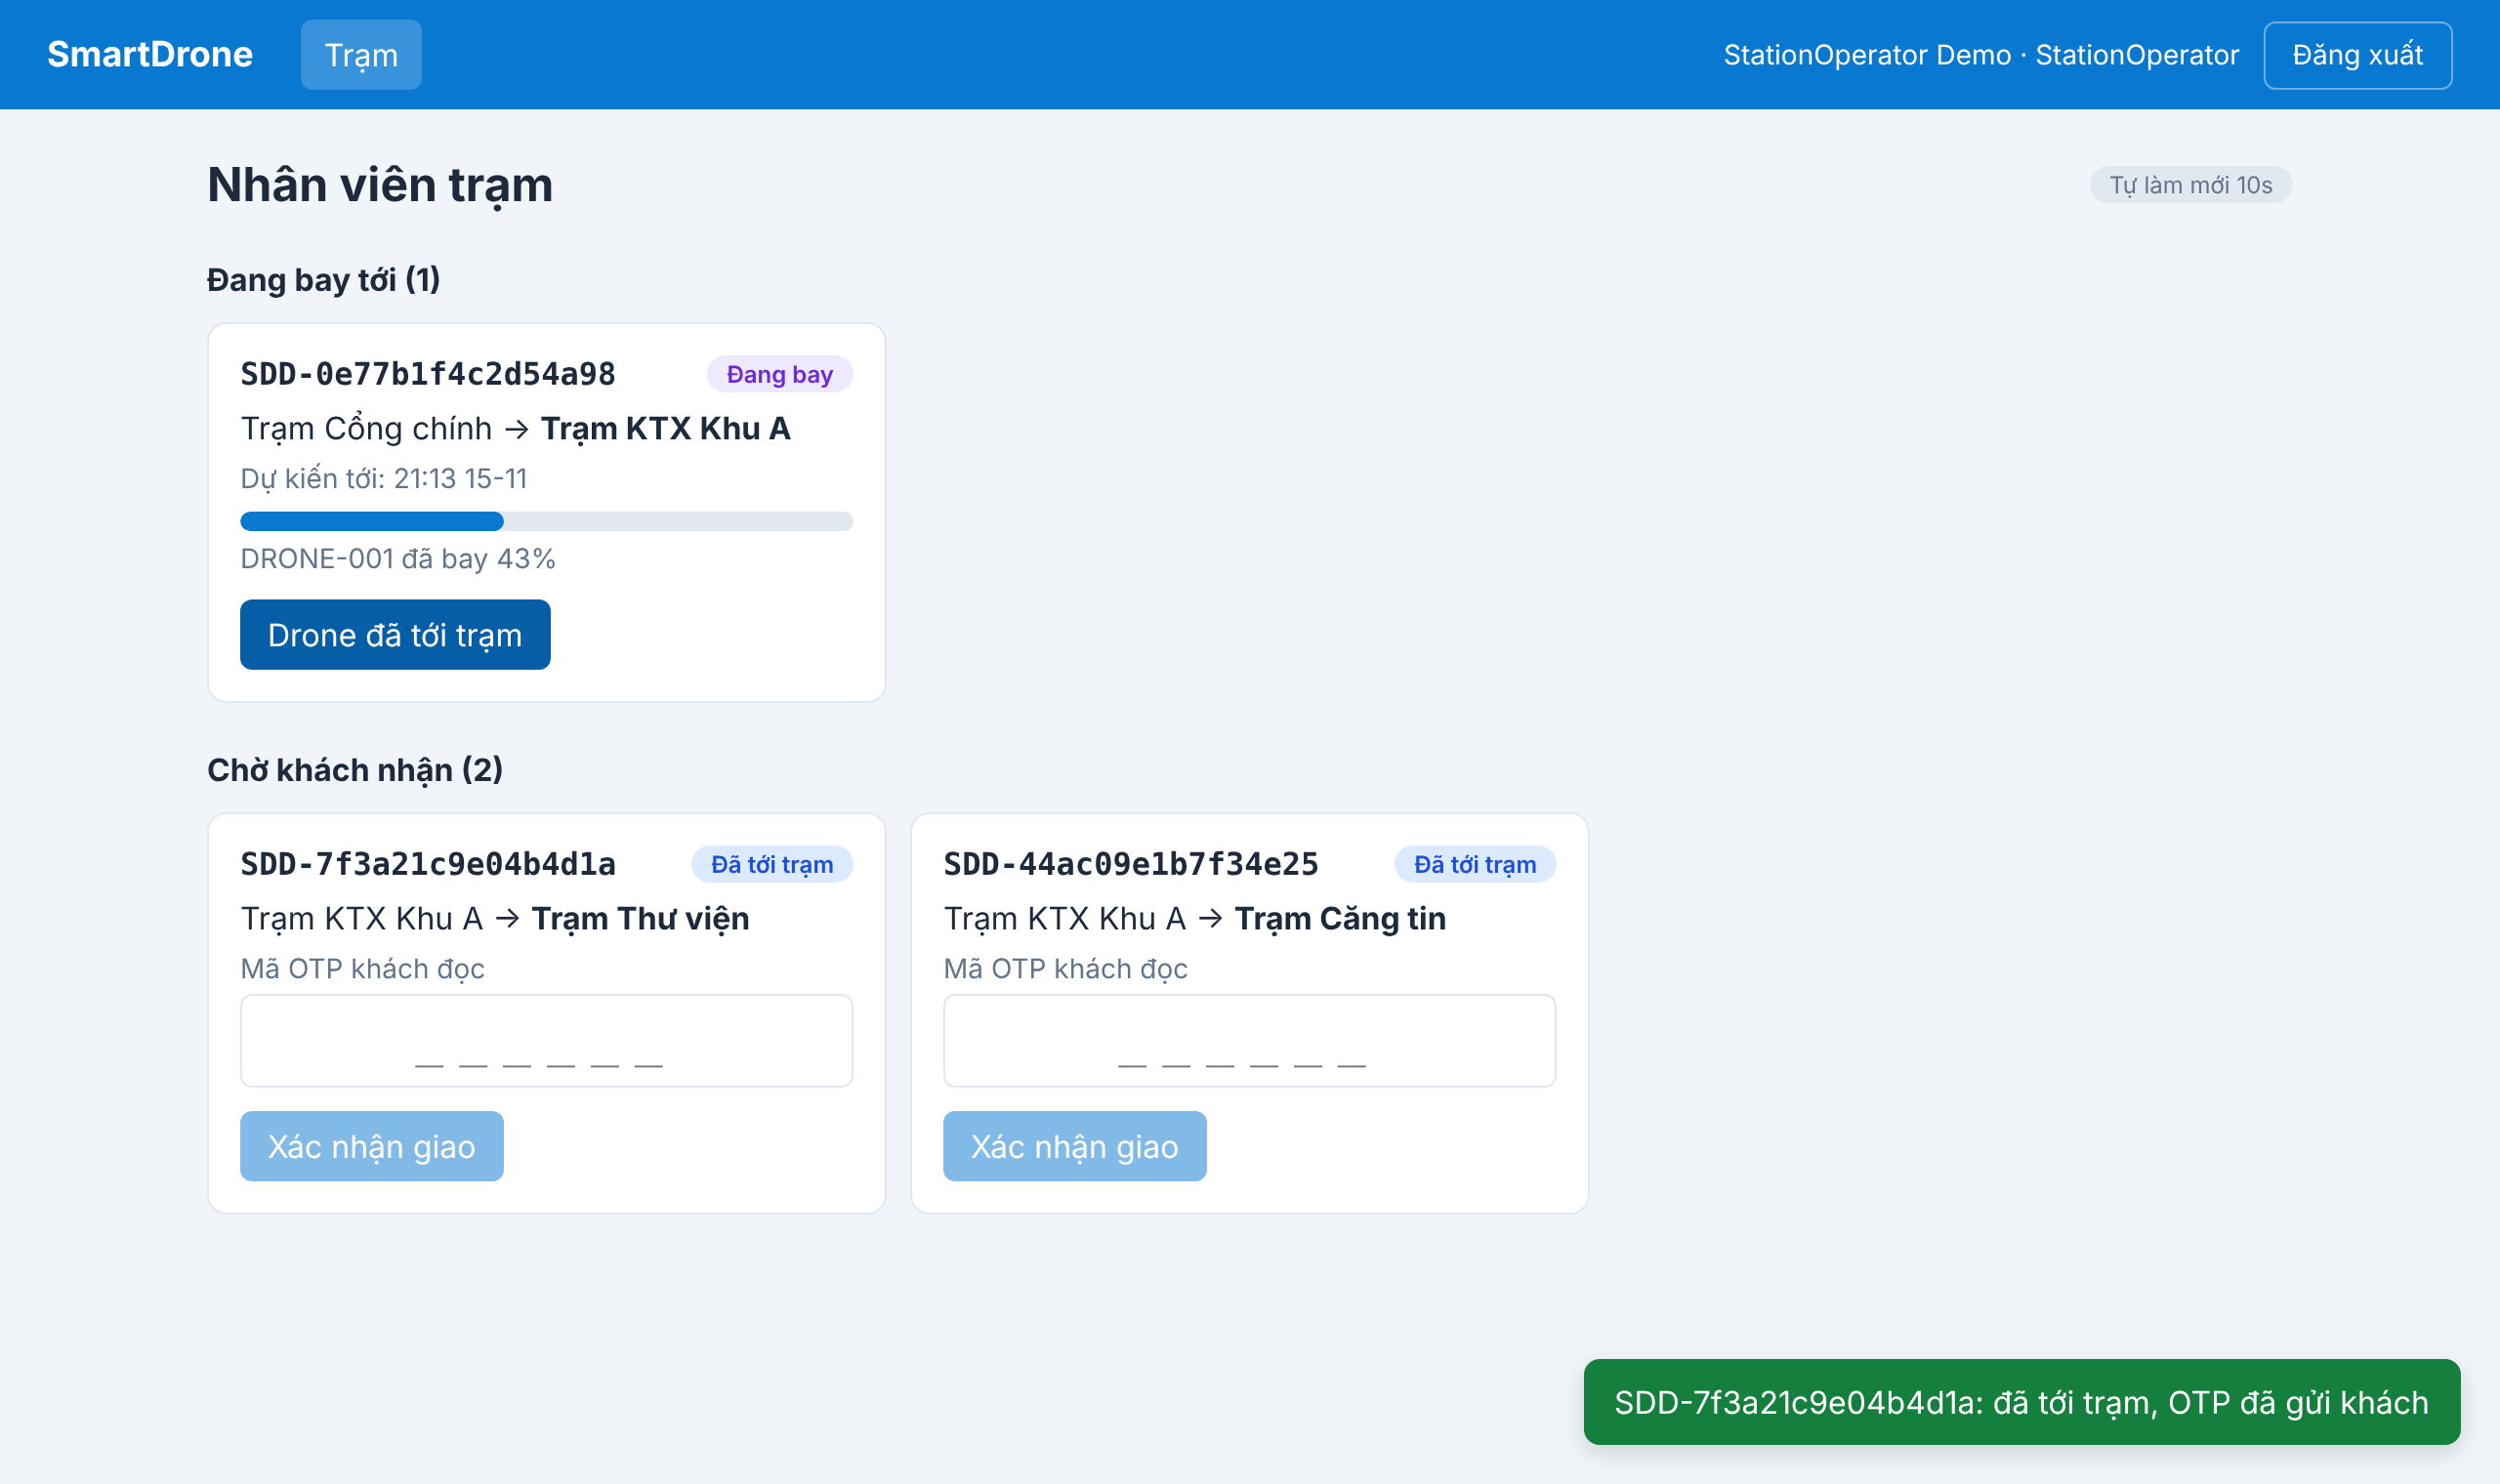 SmartDrone
Trạm
StationOperator Demo · StationOperator
Đăng xuất
Nhân viên trạm
Tự làm mới 10s
Đang bay tới (1)
SDD-0e77b1f4c2d54a98
Đang bay
Trạm Cổng chính → Trạm KTX Khu A
Dự kiến tới: 21:13 15-11
DRONE-001 đã bay 43%
Drone đã tới trạm
Chờ khách nhận (2)
SDD-7f3a21c9e04b4d1a
Đã tới trạm
Trạm KTX Khu A → Trạm Thư viện
Mã OTP khách đọc
_ _ _ _ _ _
Xác nhận giao
SDD-44ac09e1b7f34e25
Đã tới trạm
Trạm KTX Khu A → Trạm Căng tin
Mã OTP khách đọc
_ _ _ _ _ _
Xác nhận giao
SDD-7f3a21c9e04b4d1a: đã tới trạm, OTP đã gửi khách